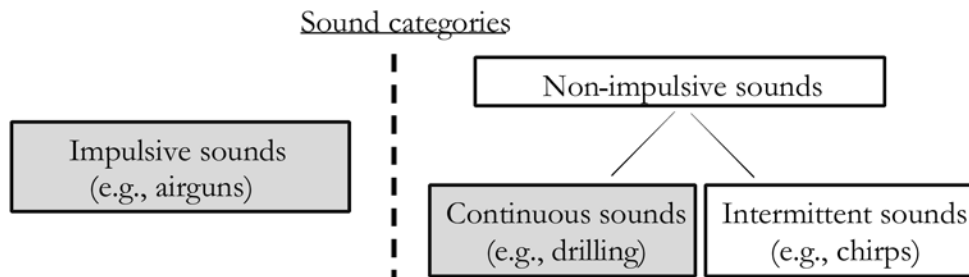 Sound categories
Non-impulsive sounds
Impulsive sounds
(e.g., airguns)
Continuous sounds
(e.g., drilling)
Intermittent sounds
(e.g., chirps)